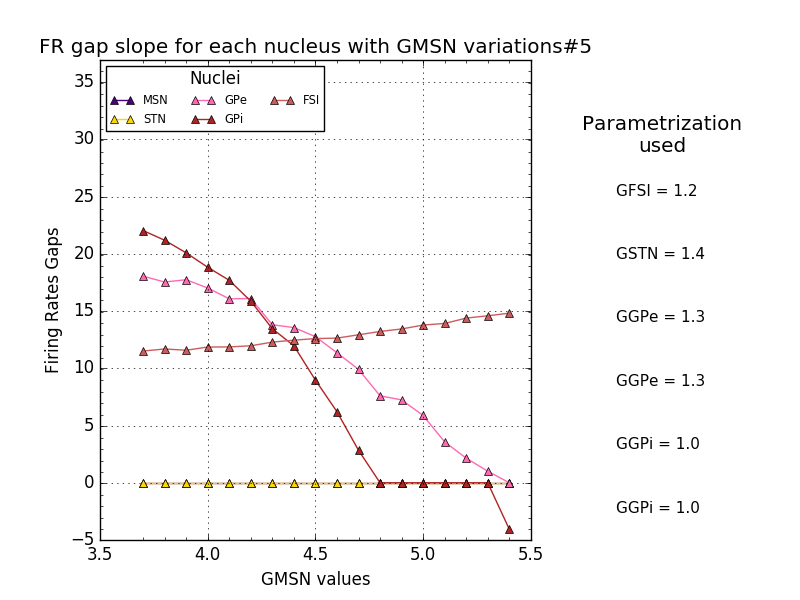 FR gap slope for each nucleus with GMSN variations#5
Nuclei
MSN GPe FSI
STN GPi
35
30
25
20
15
10
5
0
−5
Firing Rates Gaps
3.5 4.0 4.5 5.0 5.5
GMSN values
Parametrization
used
GFSI = 1.2
GSTN = 1.4
GGPe = 1.3
GGPe = 1.3
GGPi = 1.0
GGPi = 1.0